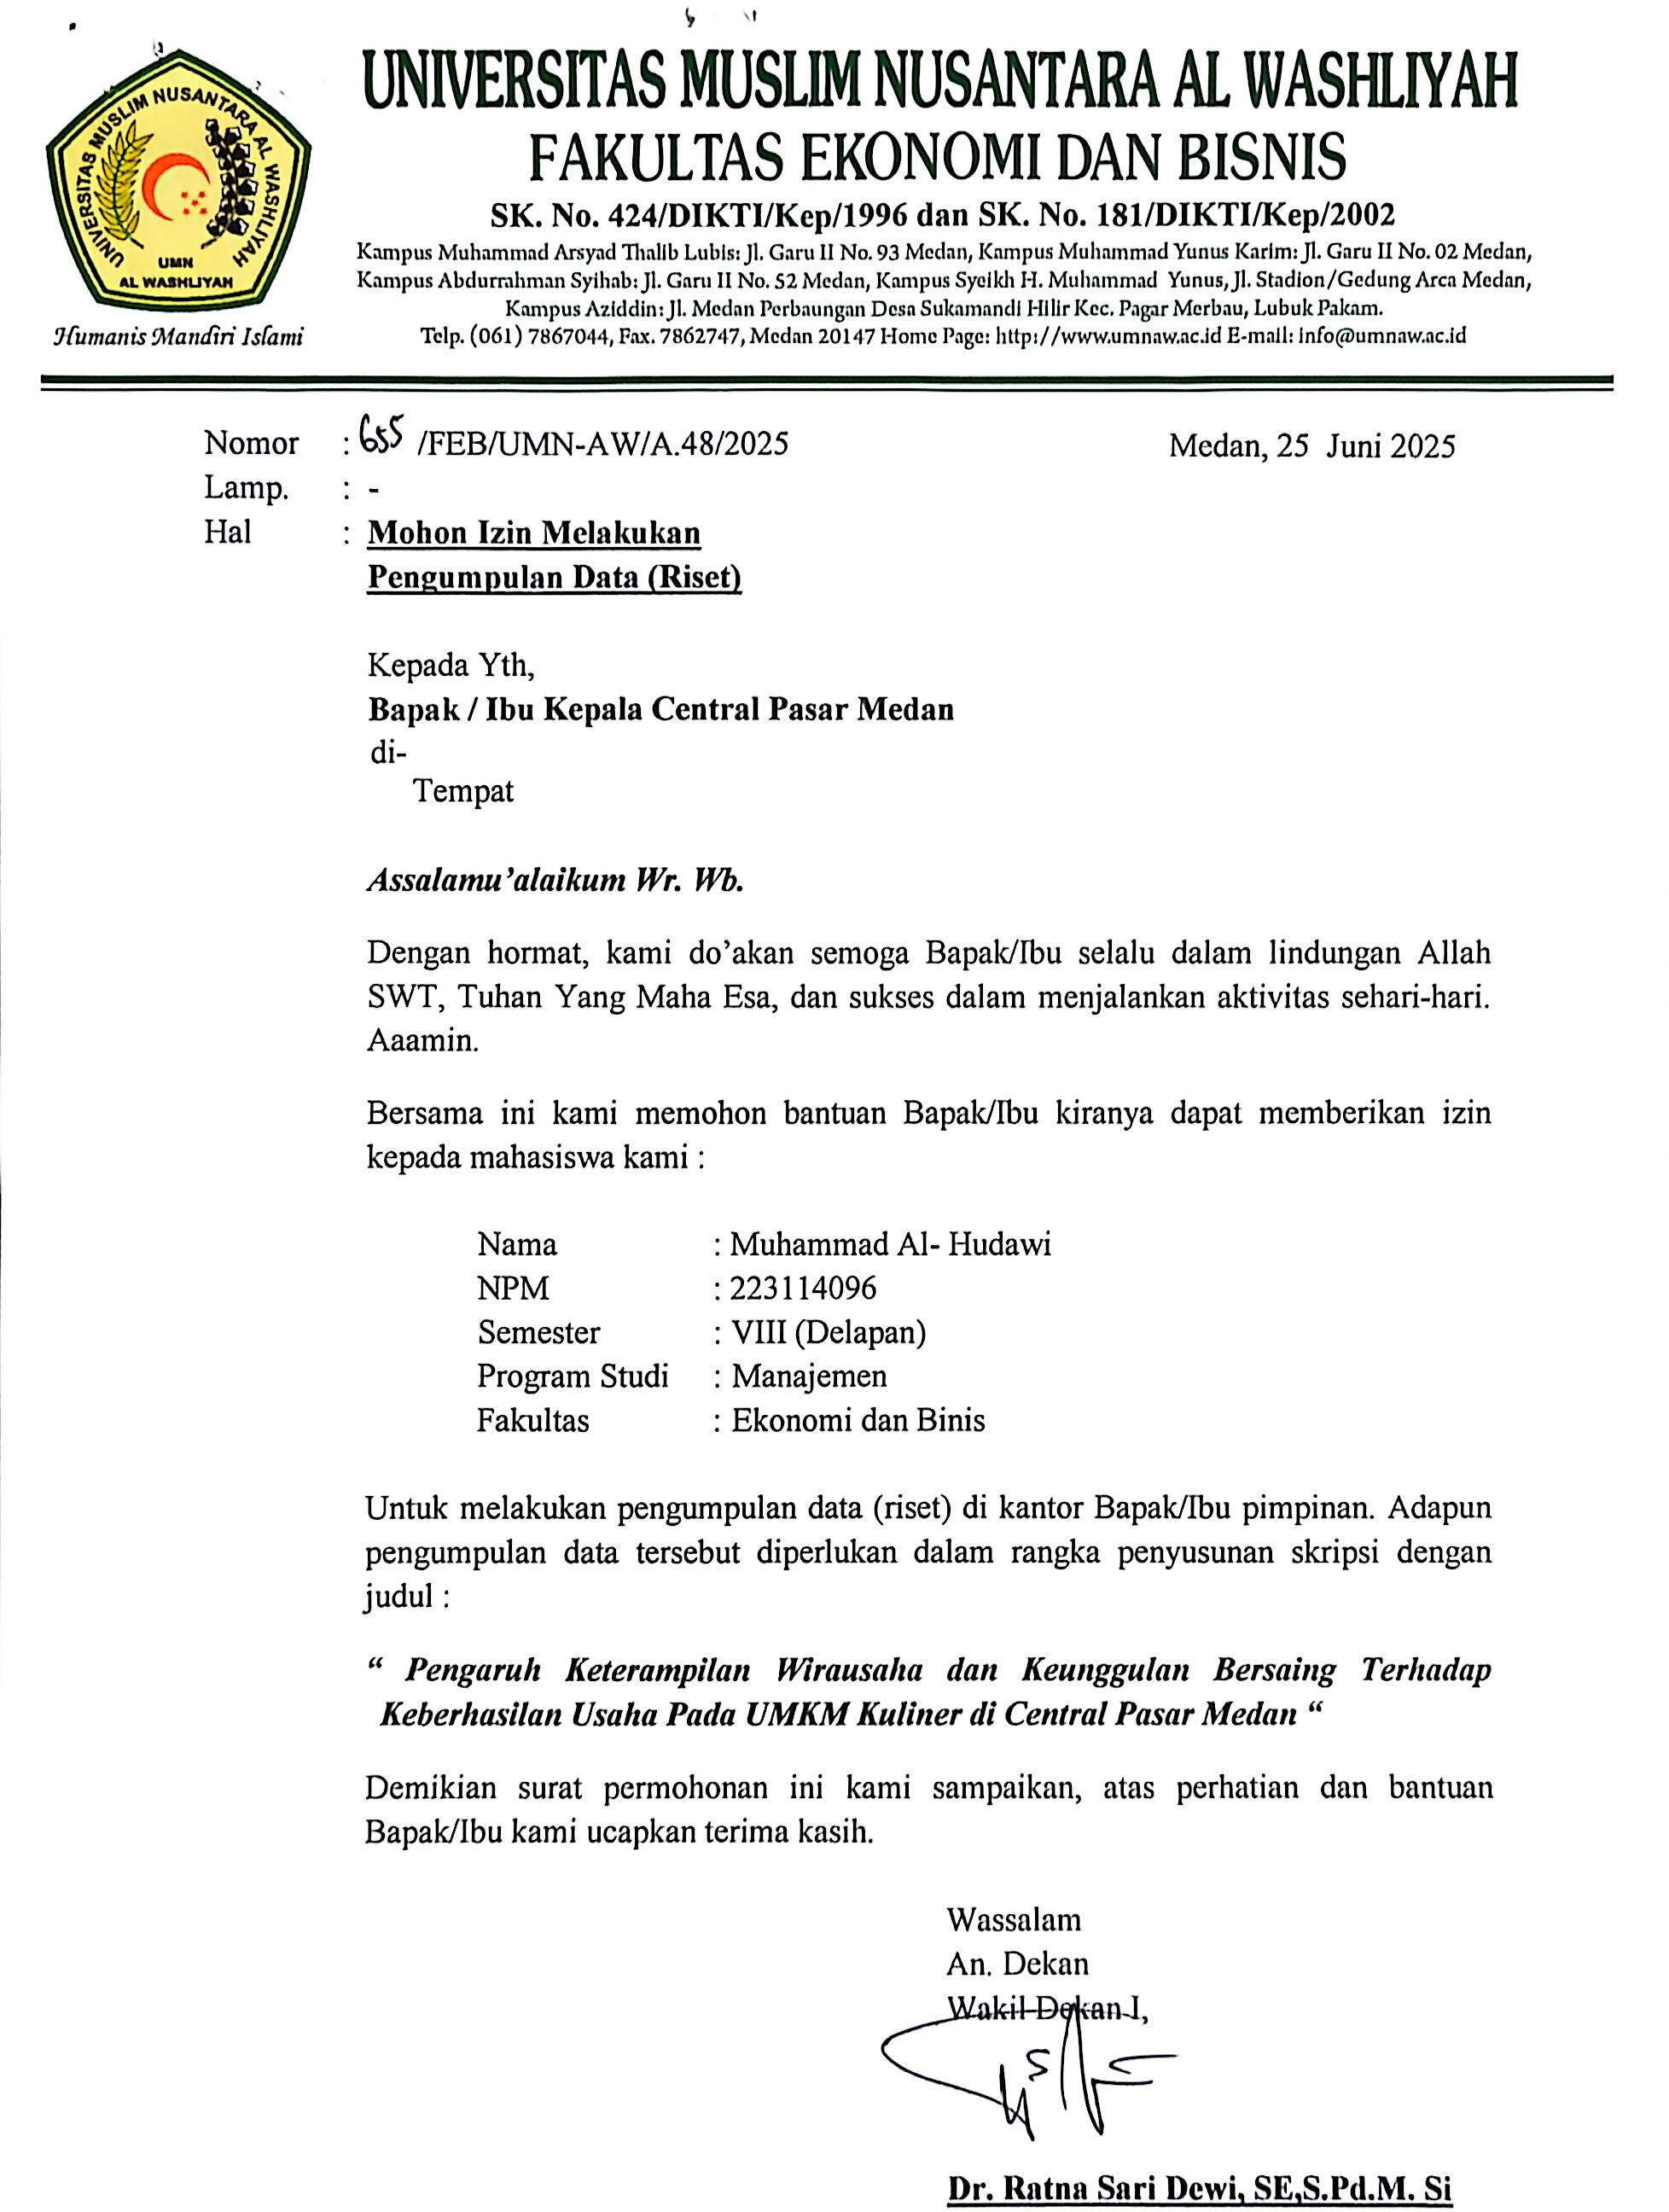 UNIVERSITAS MUSLIM NUSANTARA AL WASHLIYAH
UMN
AL WASHLIYAH
Humanis Mandiri Islami
UNIVERSITAS MUSLIM NUSANTARA AL WASHLIYAH
FAKULTAS EKONOMI DAN BISNIS
SK. No. 424/DIKTI/Kep/1996 dan SK. No. 181/DIKTI/Kep/2002
Kampus Muhammad Arsyad Thalib Lubis: Jl. Garu II No. 93 Medan, Kampus Muhammad Yunus Karim: Jl. Garu II No. 02 Medan,
Kampus Abdurrahman Syihab: Jl. Garu II No. 52 Medan, Kampus Syeikh H. Muhammad Yunus, Jl. Stadion/Gedung Arca Medan,
Kampus Aziddin: Jl. Medan Perbaungan Desa Sukamandi Hilir Kec. Pagar Merbau, Lubuk Pakam.
Telp. (061) 7867044, Fax. 7862747, Medan 20147 Home Page: http://www.umnaw.ac.id E-mail: info@umnaw.ac.id
Nomor : 655 /FEB/UMN-AW/A.48/2025 Medan, 25 Juni 2025
Lamp. : -
Hal : Mohon Izin Melakukan
Pengumpulan Data (Riset)
Kepada Yth,
Bapak / Ibu Kepala Central Pasar Medan
di-
Tempat
Assalamu’alaikum Wr. Wb.
Dengan hormat, kami do’akan semoga Bapak/Ibu selalu dalam lindungan Allah
SWT, Tuhan Yang Maha Esa, dan sukses dalam menjalankan aktivitas sehari-hari.
Aaamin.
Bersama ini kami memohon bantuan Bapak/Ibu kiranya dapat memberikan izin
kepada mahasiswa kami :
Nama : Muhammad Al- Hudawi
NPM : 223114096
Semester : VIII (Delapan)
Program Studi : Manajemen
Fakultas : Ekonomi dan Binis
Untuk melakukan pengumpulan data (riset) di kantor Bapak/Ibu pimpinan. Adapun
pengumpulan data tersebut diperlukan dalam rangka penyusunan skripsi dengan
judul :
“ Pengaruh Keterampilan Wirausaha dan Keunggulan Bersaing Terhadap
Keberhasilan Usaha Pada UMKM Kuliner di Central Pasar Medan “
Demikian surat permohonan ini kami sampaikan, atas perhatian dan bantuan
Bapak/Ibu kami ucapkan terima kasih.
Wassalam
An. Dekan
Wakil Dekan I,
Dr. Ratna Sari Dewi, SE,S.Pd.M. Si